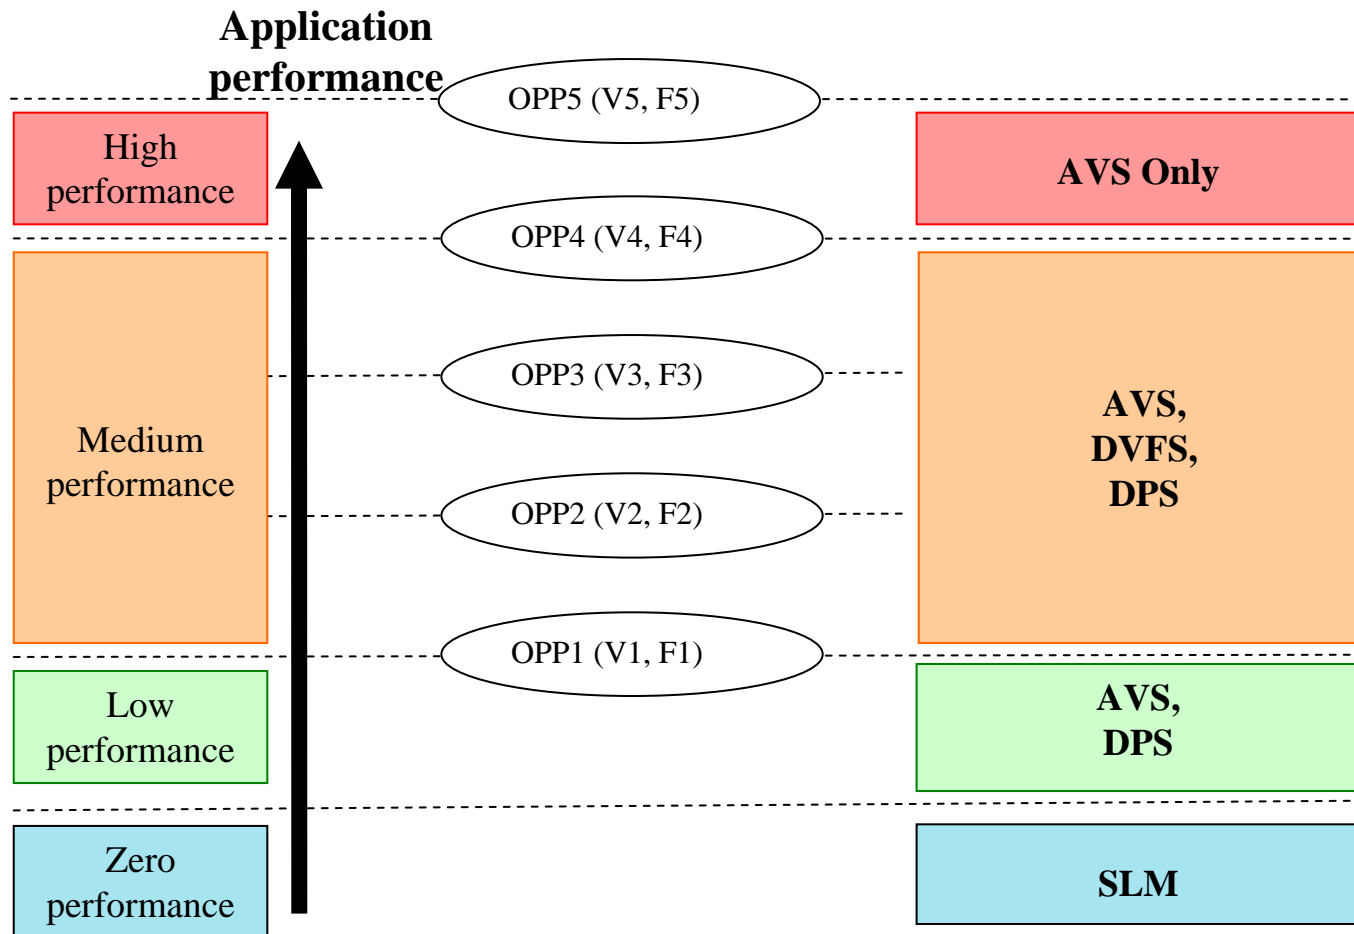 Application
performance
OPP5 (V5, F5)
High
performance
AVS Only
OPP4 (V4, F4)
OPP3 (V3, F3)
Medium
performance
AVS,
DVFS,
DPS
OPP2 (V2, F2)
OPP1 (V1, F1)
Low
performance
AVS,
DPS
Zero
performance
SLM